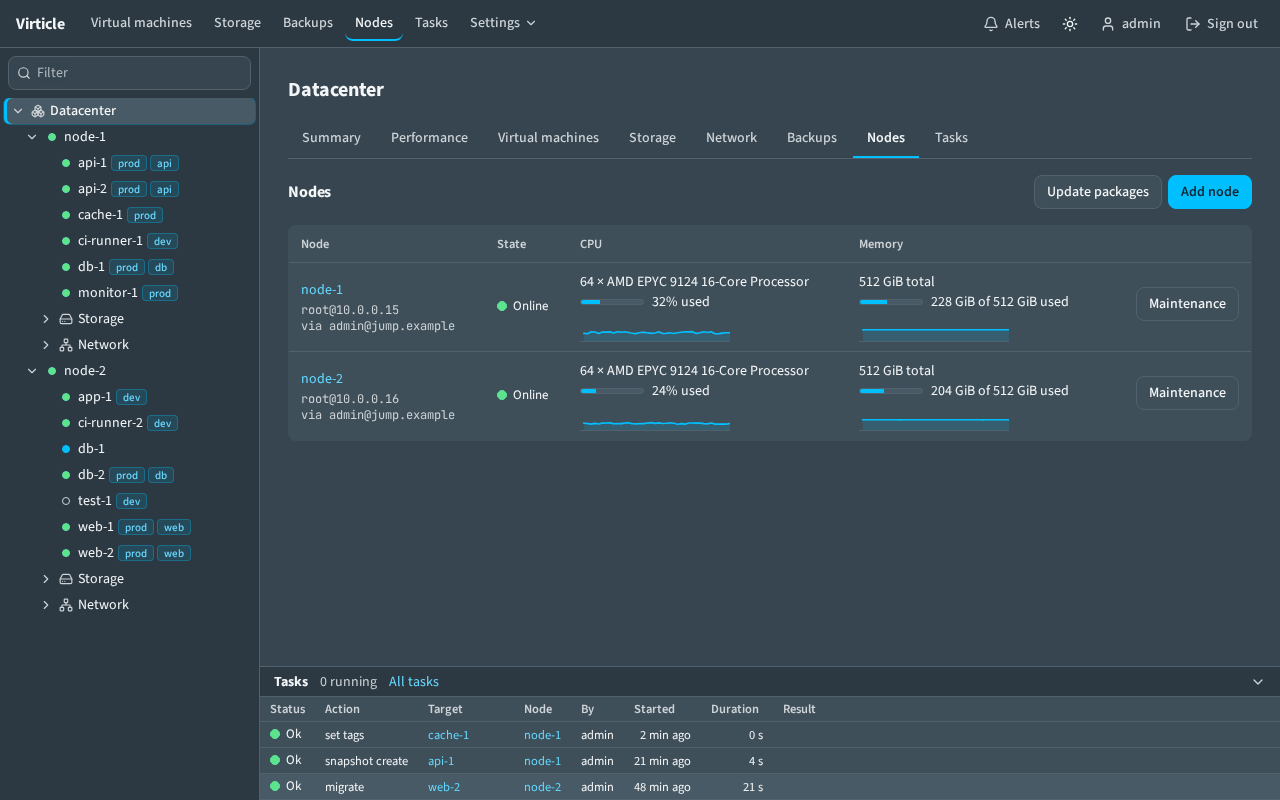 Virticle
Virtual machines
Storage
Backups
Nodes
Tasks
Settings
Alerts
admin
Sign out
Filter
Datacenter
node-1
api-1 prod api
api-2 prod api
cache-1 prod
ci-runner-1 dev
db-1 prod db
monitor-1 prod
Storage
Network
node-2
app-1 dev
ci-runner-2 dev
db-1
db-2 prod db
test-1 dev
web-1 prod web
web-2 prod web
Storage
Network
Datacenter
Summary Performance Virtual machines Storage Network Backups Nodes Tasks
Nodes
Update packages
Add node
Node State CPU Memory
node-1
root@10.0.0.15
via admin@jump.example
Online
64 × AMD EPYC 9124 16-Core Processor
32% used
512 GiB total
228 GiB of 512 GiB used
Maintenance
node-2
root@10.0.0.16
via admin@jump.example
Online
64 × AMD EPYC 9124 16-Core Processor
24% used
512 GiB total
204 GiB of 512 GiB used
Maintenance
Tasks 0 running All tasks
Status Action Target Node By Started Duration Result
Ok set tags cache-1 node-1 admin 2 min ago 0 s
Ok snapshot create api-1 node-1 admin 21 min ago 4 s
Ok migrate web-2 node-2 admin 48 min ago 21 s